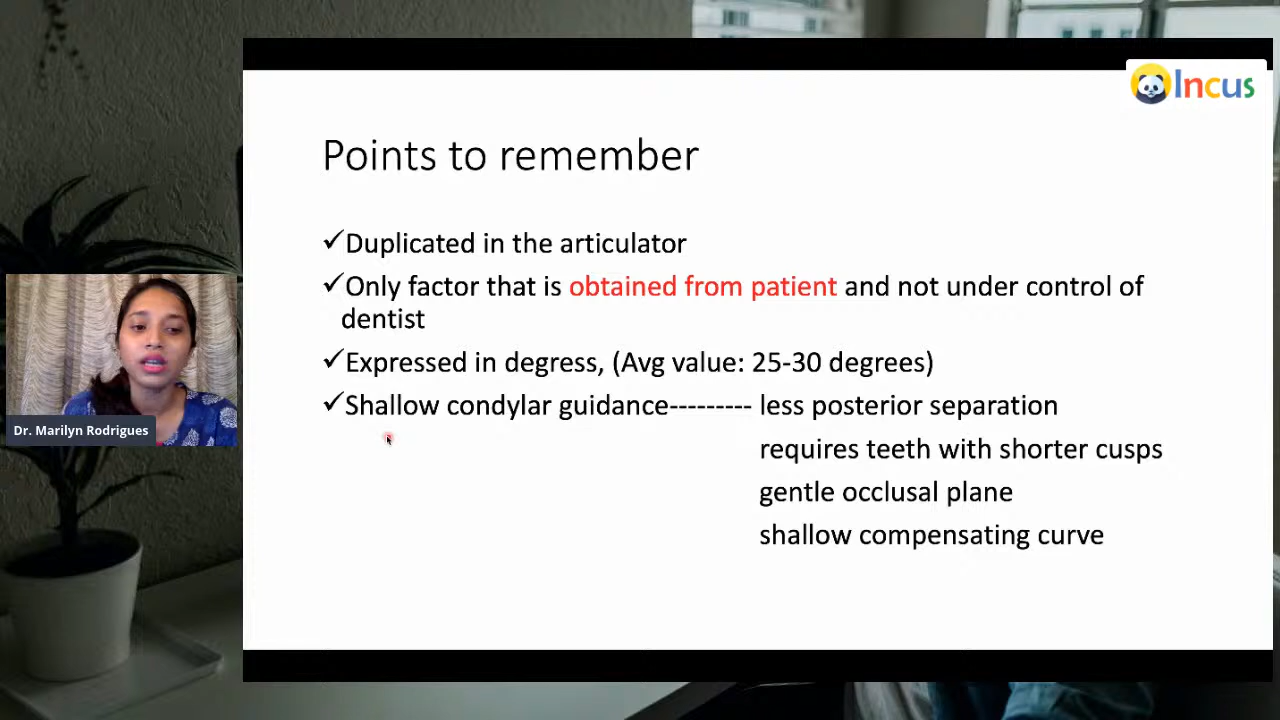 Incus
Points to remember
✓Duplicated in the articulator
✓Only factor that is obtained from patient and not under control of
dentist
✓Expressed in degress, (Avg value: 25-30 degrees)
✓Shallow condylar guidance--------- less posterior separation
requires teeth with shorter cusps
gentle occlusal plane
shallow compensating curve
Dr. Marilyn Rodrigues